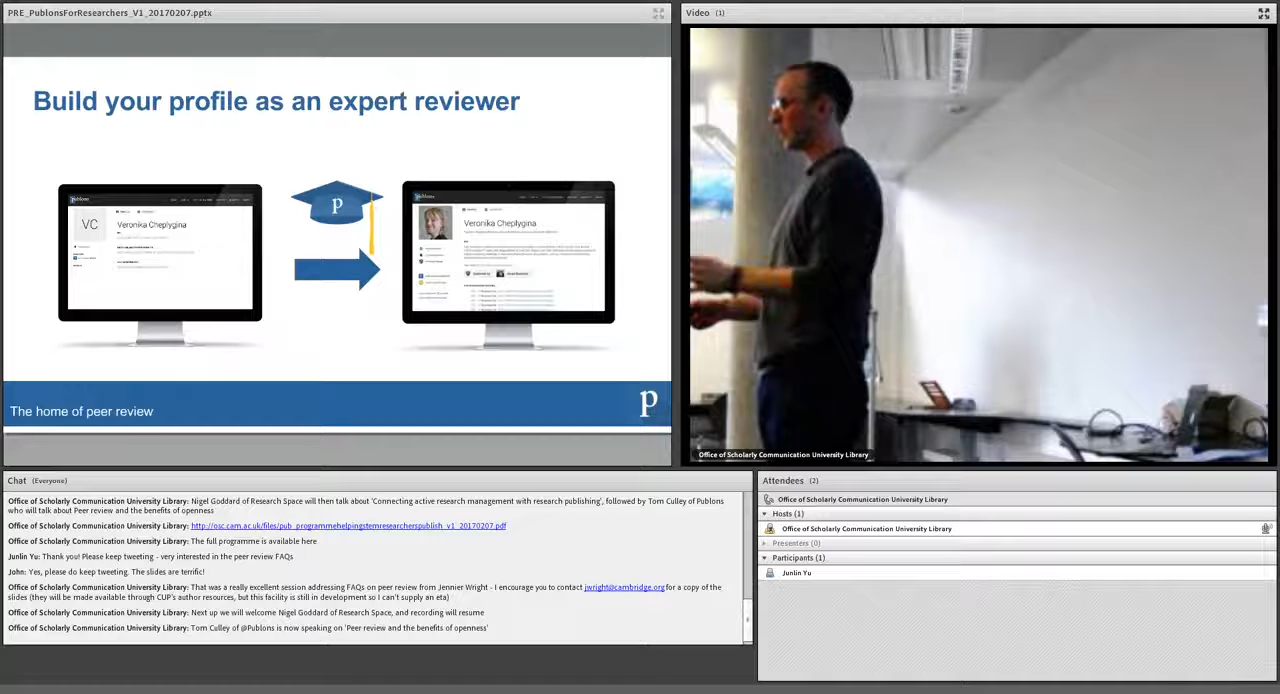 PRE_PublonsForResearchers_V1_20170207.pptx
Build your profile as an expert reviewer
publons
VC
Veronika Cheplygina
p
publons
Veronika Cheplygina
The home of peer review
p
Video (1)
Office of Scholarly Communication University Library
Chat (Everyone)
Office of Scholarly Communication University Library: Nigel Goddard of Research Space will then talk about 'Connecting active research management with research publishing', followed by Tom Culley of Publons
who will talk about Peer review and the benefits of openness
Office of Scholarly Communication University Library: http://osc.cam.ac.uk/files/pub_programmehelpingstemresearcherspublish_v1_20170207.pdf
Office of Scholarly Communication University Library: The full programme is available here
Junlin Yu: Thank you! Please keep tweeting - very interested in the peer review FAQs
John: Yes, please do keep tweeting. The slides are terrific!
Office of Scholarly Communication University Library: That was a really excellent session addressing FAQs on peer review from Jennier Wright - I encourage you to contact jwright@cambridge.org for a copy of the
slides (they will be made available through CUP's author resources, but this facility is still in development so I can't supply an eta)
Office of Scholarly Communication University Library: Next up we will welcome Nigel Goddard of Research Space, and recording will resume
Office of Scholarly Communication University Library: Tom Culley of @Publons is now speaking on 'Peer review and the benefits of openness'
Attendees (2)
Office of Scholarly Communication University Library
Hosts (1)
Office of Scholarly Communication University Library
Presenters (0)
Participants (1)
Junlin Yu